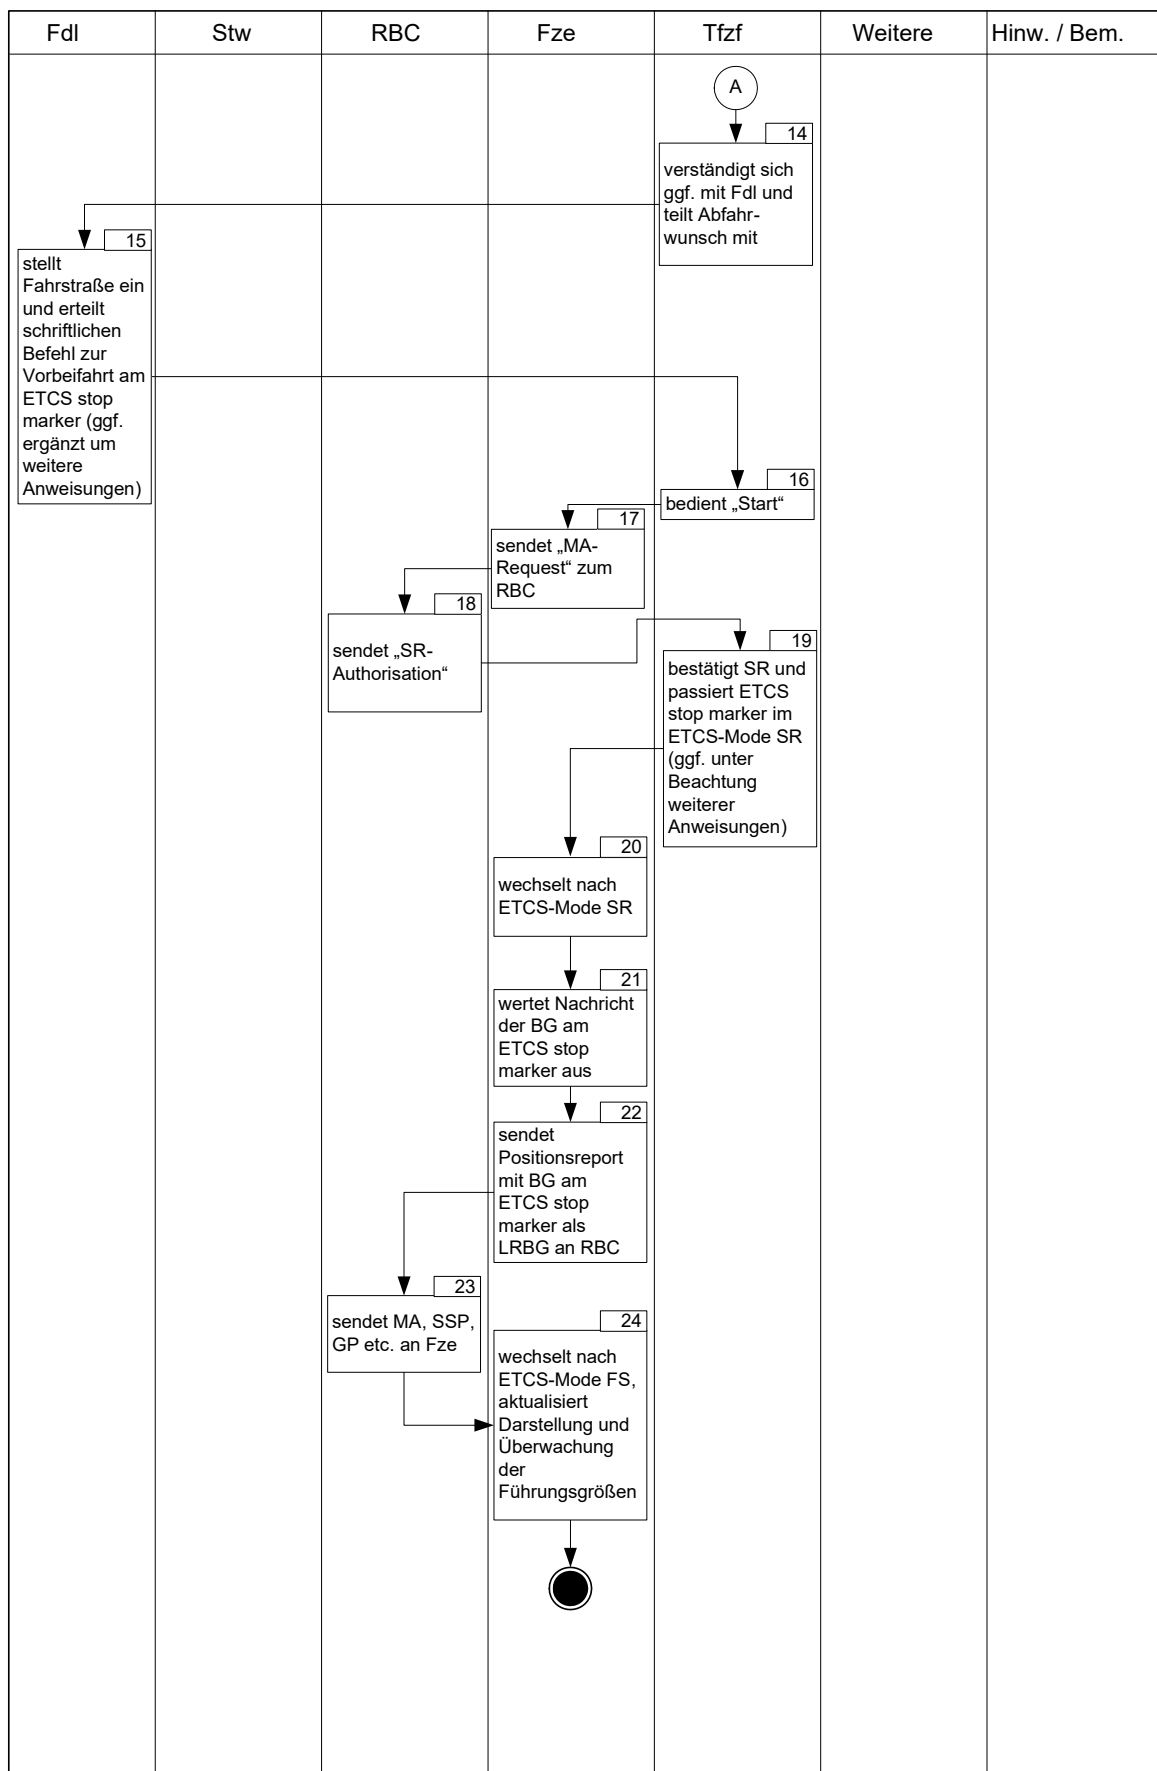 Fdl
Stw
RBC
Fze
Tfzf
Weitere
Hinw. / Bem.
A
14
verständigt sich
ggf. mit Fdl und
teilt Abfahr-
wunsch mit
15
stellt
Fahrstraße ein
und erteilt
schriftlichen
Befehl zur
Vorbeifahrt am
ETCS stop
marker (ggf.
ergänzt um
weitere
Anweisungen)
16
bedient „Start“
17
sendet „MA-
Request“ zum
RBC
18
sendet „SR-
Authorisation“
19
bestätigt SR und
passiert ETCS
stop marker im
ETCS-Mode SR
(ggf. unter
Beachtung
weiterer
Anweisungen)
20
wechselt nach
ETCS-Mode SR
21
wertet Nachricht
der BG am
ETCS stop
marker aus
22
sendet
Positionsreport
mit BG am
ETCS stop
marker als
LRBG an RBC
23
sendet MA, SSP,
GP etc. an Fze
24
wechselt nach
ETCS-Mode FS,
aktualisiert
Darstellung und
Überwachung
der
Führungsgrößen